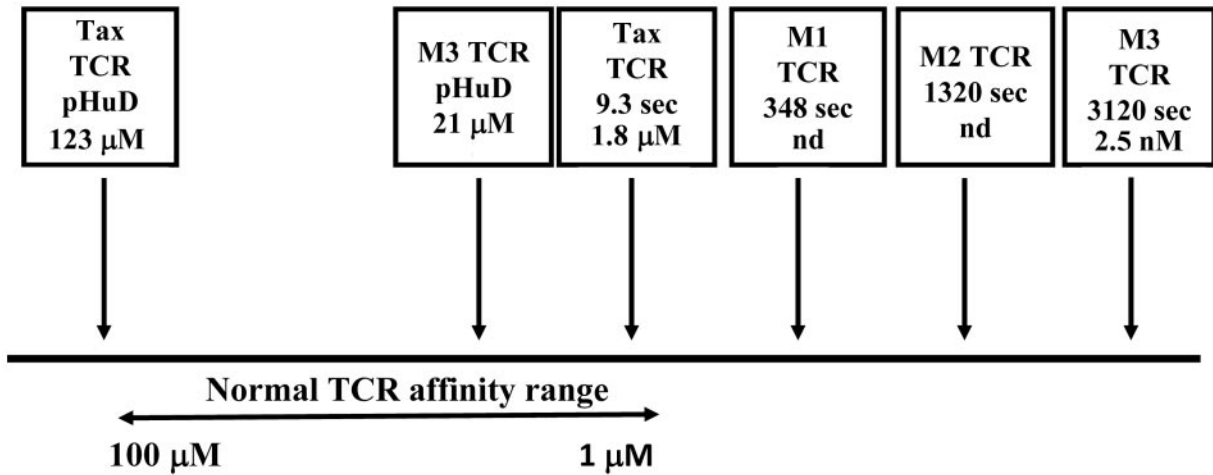 Tax
TCR
pHuD
123 μM
M3 TCR
pHuD
21 μM
Tax
TCR
9.3 sec
1.8 μM
M1
TCR
348 sec
nd
M2 TCR
1320 sec
nd
M3
TCR
3120 sec
2.5 nM
Normal TCR affinity range
100 μM
1 μM